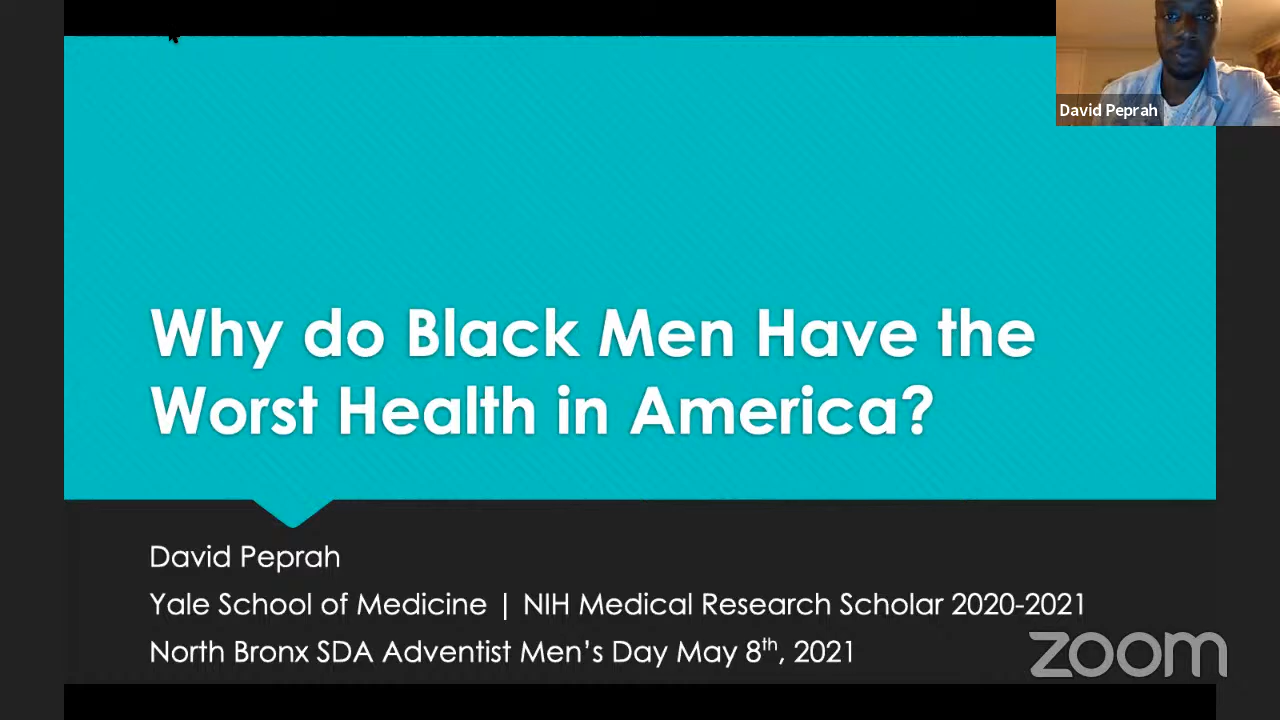 David Peprah
Why do Black Men Have the
Worst Health in America?
David Peprah
Yale School of Medicine | NIH Medical Research Scholar 2020-2021
North Bronx SDA Adventist Men's Day May 8th, 2021
zoom